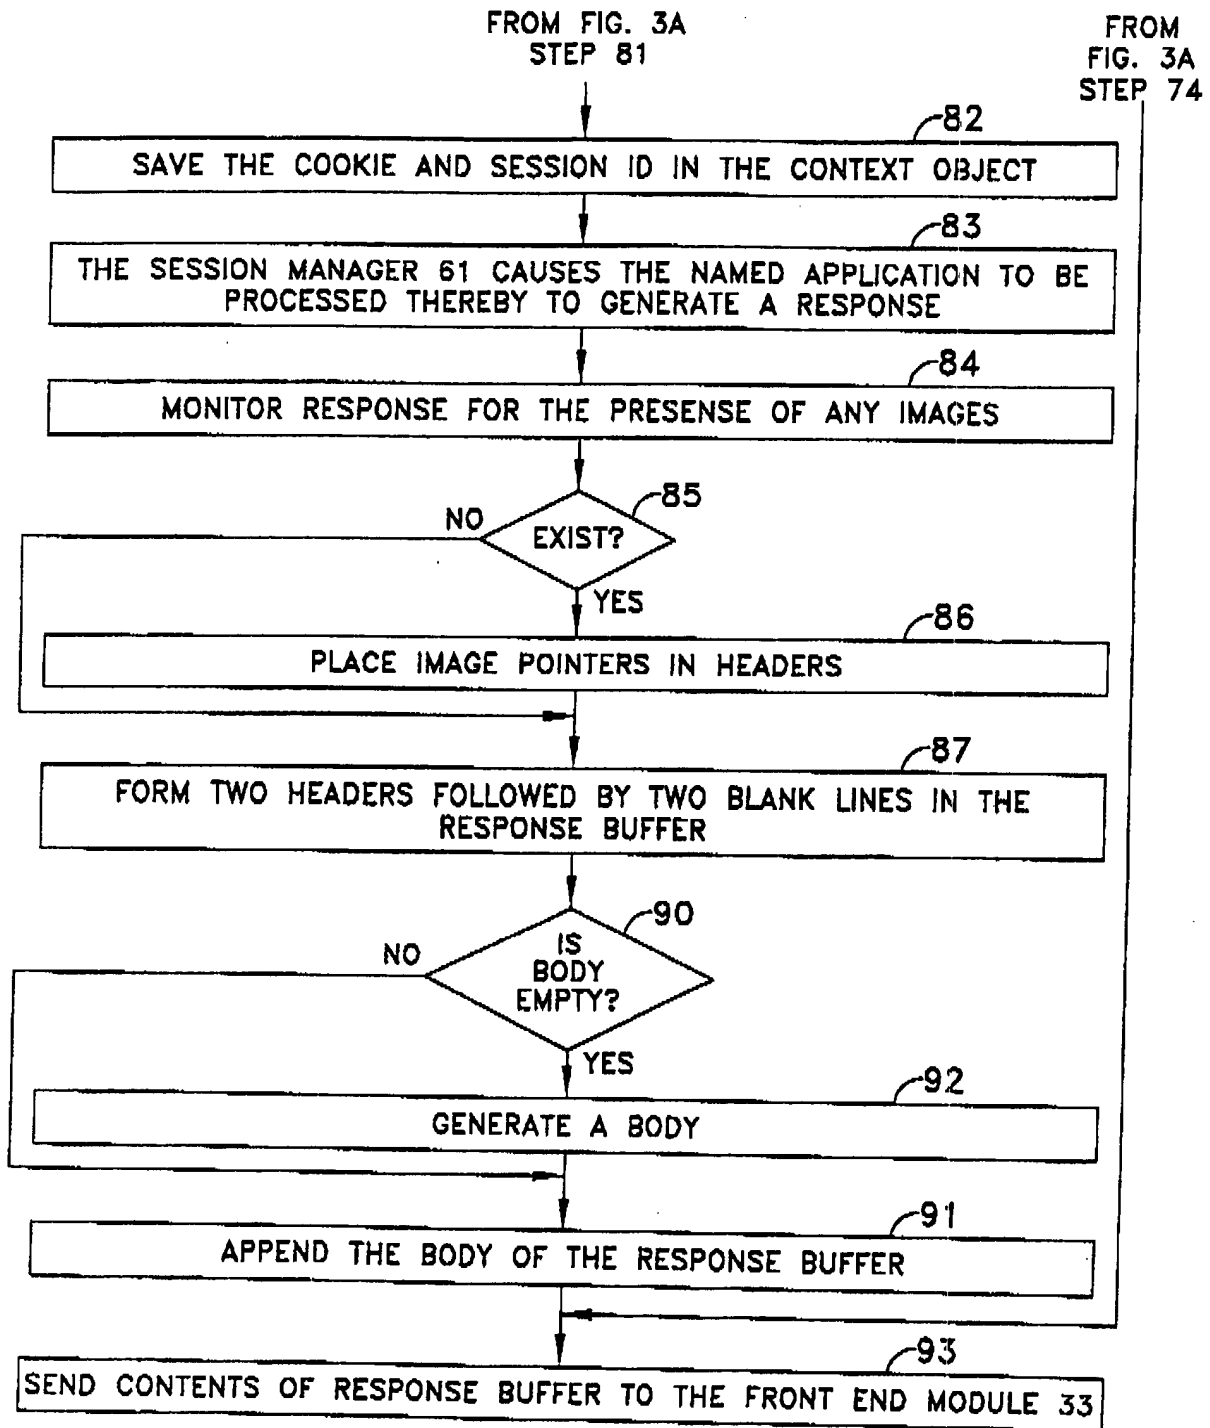 FROM FIG. 3A
STEP 81
FROM
FIG. 3A
STEP 74
82
SAVE THE COOKIE AND SESSION ID IN THE CONTEXT OBJECT
83
THE SESSION MANAGER 61 CAUSES THE NAMED APPLICATION TO BE
PROCESSED THEREBY TO GENERATE A RESPONSE
84
MONITOR RESPONSE FOR THE PRESENSE OF ANY IMAGES
85
NO
EXIST?
YES
86
PLACE IMAGE POINTERS IN HEADERS
87
FORM TWO HEADERS FOLLOWED BY TWO BLANK LINES IN THE
RESPONSE BUFFER
90
NO
IS
BODY
EMPTY?
YES
92
GENERATE A BODY
91
APPEND THE BODY OF THE RESPONSE BUFFER
93
SEND CONTENTS OF RESPONSE BUFFER TO THE FRONT END MODULE 33